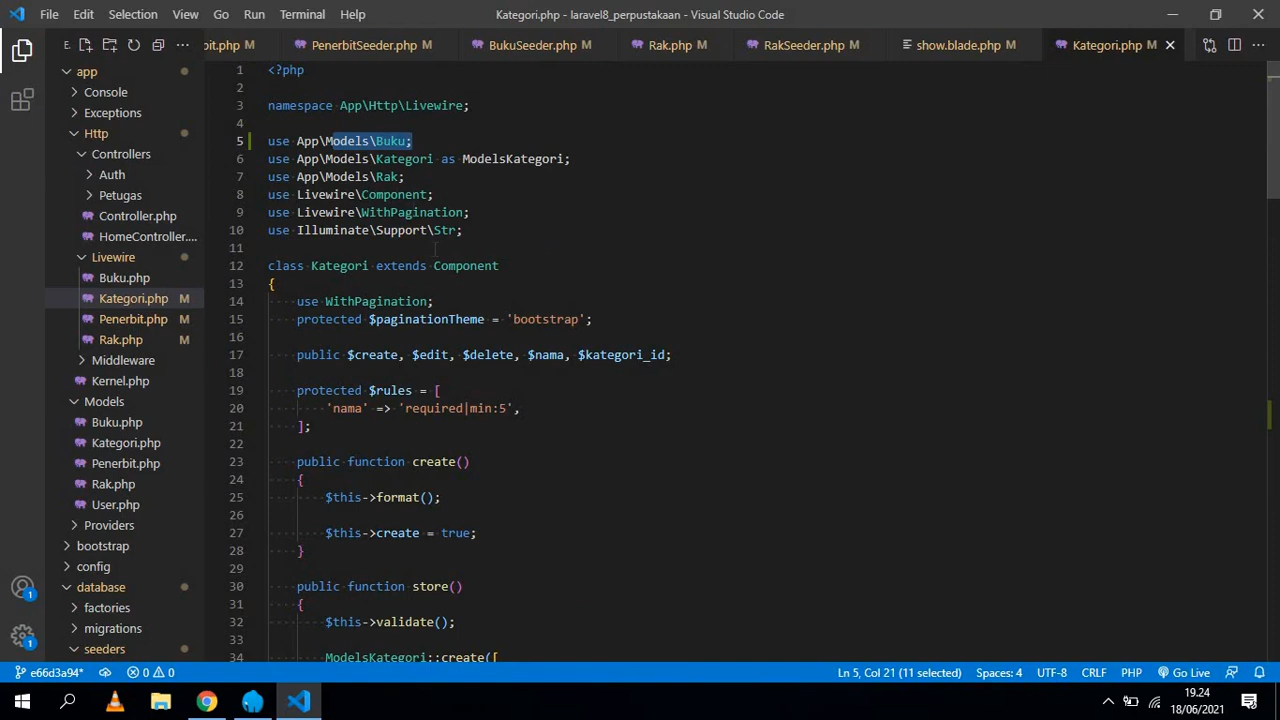 File Edit Selection View Go Run Terminal Help
Kategori.php - laravel8_perpustakaan - Visual Studio Code
bit.php PenerbitSeeder.php BukuSeeder.php Rak.php RakSeeder.php show.blade.php Kategori.php
app
Console
Exceptions
Http
Controllers
Auth
Petugas
Controller.php
HomeController....
Livewire
Buku.php
Kategori.php M
Penerbit.php M
Rak.php M
Middleware
Kernel.php
Models
Buku.php
Kategori.php
Penerbit.php
Rak.php
User.php
Providers
bootstrap
config
database
factories
migrations
seeders
1 <?php
2
3 namespace App\Http\Livewire;
4
5 use App\Models\Buku;
6 use App\Models\Kategori as ModelsKategori;
7 use App\Models\Rak;
8 use Livewire\Component;
9 use Livewire\WithPagination;
10 use Illuminate\Support\Str;
11
12 class Kategori extends Component
13 {
14 use WithPagination;
15 protected $paginationTheme = 'bootstrap';
16
17 public $create, $edit, $delete, $nama, $kategori_id;
18
19 protected $rules = [
20 'nama' => 'required|min:5',
21 ];
22
23 public function create()
24 {
25 $this->format();
26
27 $this->create = true;
28 }
29
30 public function store()
31 {
32 $this->validate();
33
34 ModelsKategori::create([
e66d3a94* 0 0 Ln 5, Col 21 (11 selected) Spaces: 4 UTF-8 CRLF PHP Go Live
19.24
18/06/2021